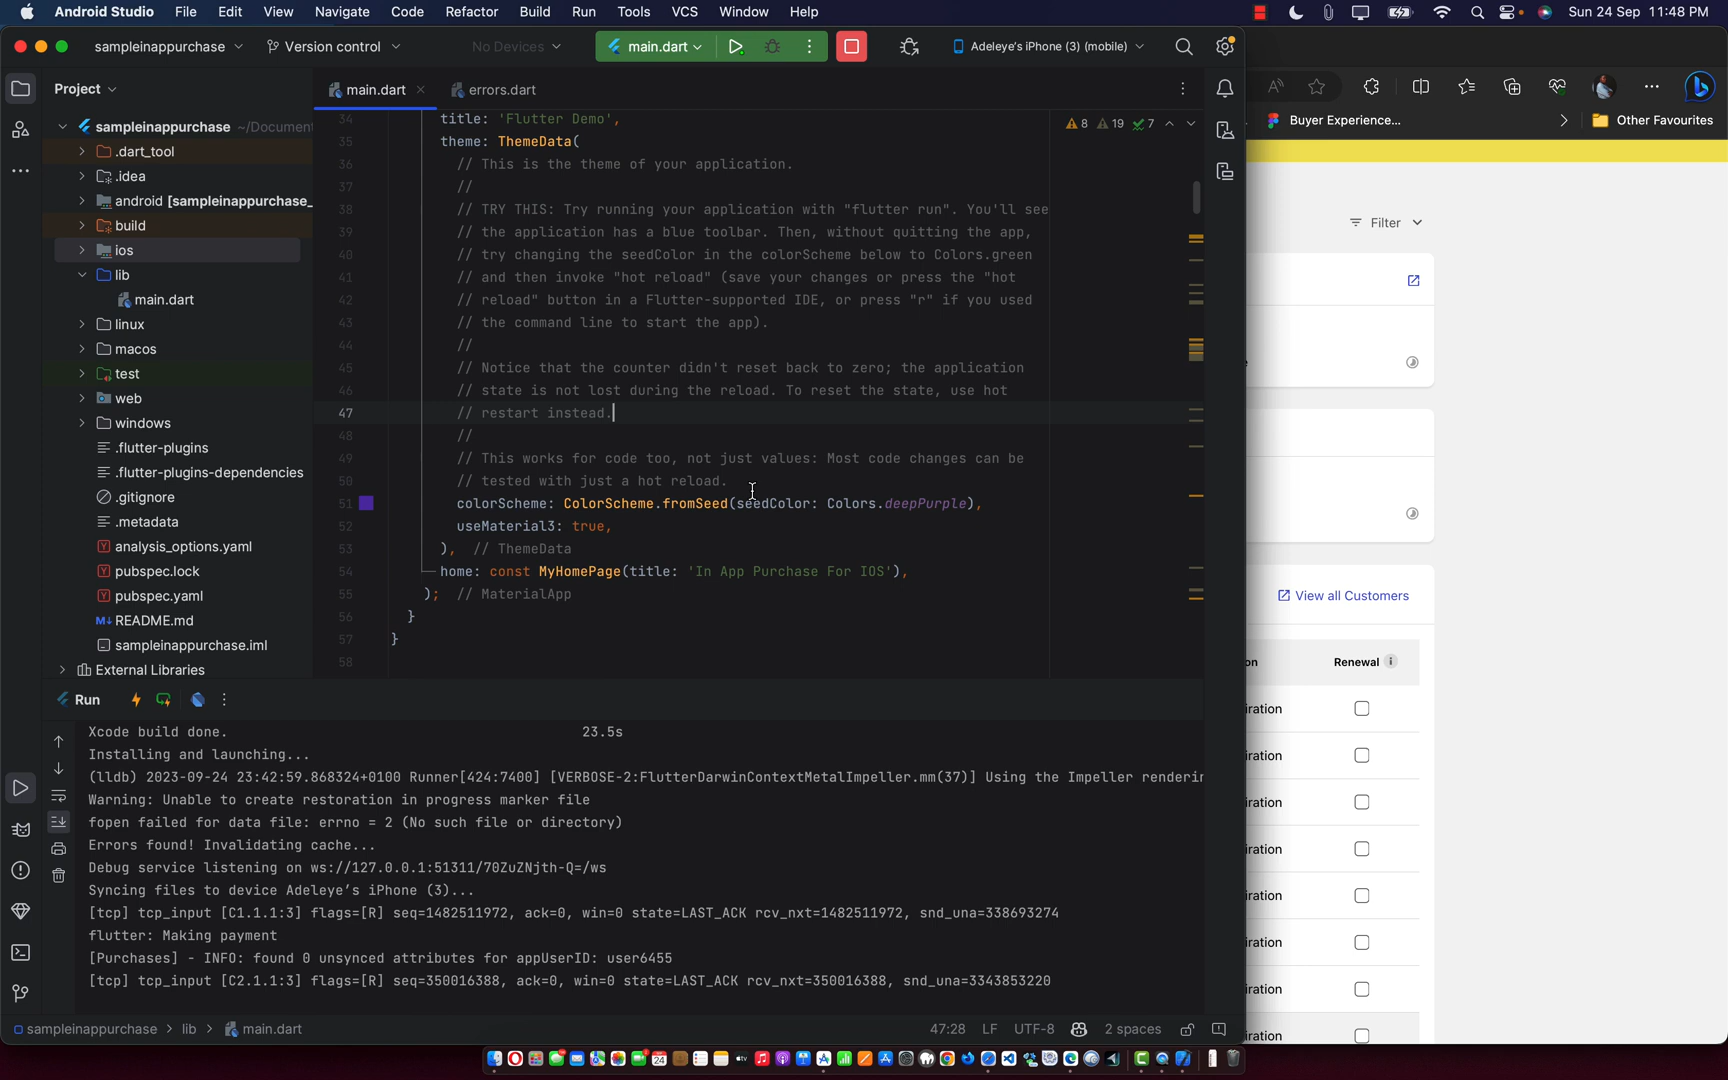 Android Studio File Edit View Navigate Code Refactor Build Run Tools VCS Window Help Sun 24 Sep 11:48 PM
sampleinappurchase Version control No Devices main.dart Adeleye's iPhone (3) (mobile)
Project
main.dart
errors.dart
Buyer Experience...
Other Favourites
sampleinappurchase ~/Document
.dart_tool
.idea
android [sampleinappurchase_
build
ios
lib
main.dart
linux
macos
test
web
windows
.flutter-plugins
.flutter-plugins-dependencies
.gitignore
.metadata
analysis_options.yaml
pubspec.lock
pubspec.yaml
README.md
sampleinappurchase.iml
External Libraries
8 19 7
34 title: 'Flutter Demo',
35 theme: ThemeData(
36 // This is the theme of your application.
37 //
38 // TRY THIS: Try running your application with "flutter run". You'll see
39 // the application has a blue toolbar. Then, without quitting the app,
40 // try changing the seedColor in the colorScheme below to Colors.green
41 // and then invoke "hot reload" (save your changes or press the "hot
42 // reload" button in a Flutter-supported IDE, or press "r" if you used
43 // the command line to start the app).
44 //
45 // Notice that the counter didn't reset back to zero; the application
46 // state is not lost during the reload. To reset the state, use hot
47 // restart instead.
48 //
49 // This works for code too, not just values: Most code changes can be
50 // tested with just a hot reload.
51 colorScheme: ColorScheme.fromSeed(seedColor: Colors.deepPurple),
52 useMaterial3: true,
53 ), // ThemeData
54 home: const MyHomePage(title: 'In App Purchase For IOS'),
55 ); // MaterialApp
56 }
57 }
58
Filter
View all Customers
on Renewal
iration
iration
iration
iration
iration
iration
iration
iration
Run
Xcode build done. 23.5s
Installing and launching...
(lldb) 2023-09-24 23:42:59.868324+0100 Runner[424:7400] [VERBOSE-2:FlutterDarwinContextMetalImpeller.mm(37)] Using the Impeller renderin
Warning: Unable to create restoration in progress marker file
fopen failed for data file: errno = 2 (No such file or directory)
Errors found! Invalidating cache...
Debug service listening on ws://127.0.0.1:51311/70ZuZNjth-Q=/ws
Syncing files to device Adeleye's iPhone (3)...
[tcp] tcp_input [C1.1.1:3] flags=[R] seq=1482511972, ack=0, win=0 state=LAST_ACK rcv_nxt=1482511972, snd_una=338693274
flutter: Making payment
[Purchases] - INFO: found 0 unsynced attributes for appUserID: user6455
[tcp] tcp_input [C2.1.1:3] flags=[R] seq=350016388, ack=0, win=0 state=LAST_ACK rcv_nxt=350016388, snd_una=3343853220
sampleinappurchase > lib > main.dart
47:28 LF UTF-8 2 spaces